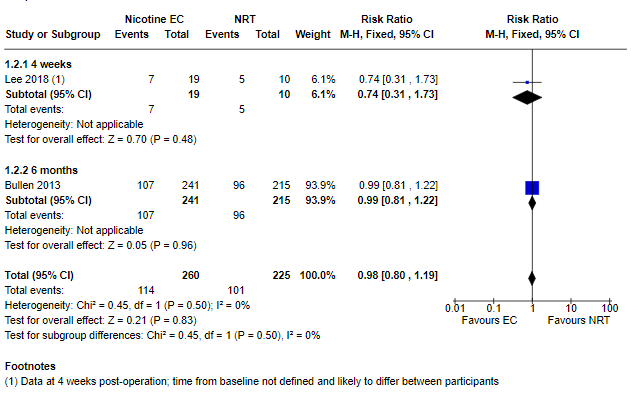 Nicotine EC NRT Risk Ratio Risk Ratio
Study or Subgroup Events Total Events Total Weight M-H, Fixed, 95% CI M-H, Fixed, 95% CI
1.2.1 4 weeks
Lee 2018 (1) 7 19 5 10 6.1% 0.74 [0.31 , 1.73]
Subtotal (95% CI) 19 10 6.1% 0.74 [0.31 , 1.73]
Total events: 7 5
Heterogeneity: Not applicable
Test for overall effect: Z = 0.70 (P = 0.48)
1.2.2 6 months
Bullen 2013 107 241 96 215 93.9% 0.99 [0.81 , 1.22]
Subtotal (95% CI) 241 215 93.9% 0.99 [0.81 , 1.22]
Total events: 107 96
Heterogeneity: Not applicable
Test for overall effect: Z = 0.05 (P = 0.96)
Total (95% CI) 260 225 100.0% 0.98 [0.80 , 1.19]
Total events: 114 101
Heterogeneity: Chi² = 0.45, df = 1 (P = 0.50); I² = 0%
0.01 0.1 1 10 100
Test for overall effect: Z = 0.21 (P = 0.83)
Favours EC Favours NRT
Test for subgroup differences: Chi² = 0.45, df = 1 (P = 0.50), I² = 0%
Footnotes
(1) Data at 4 weeks post-operation; time from baseline not defined and likely to differ between participants